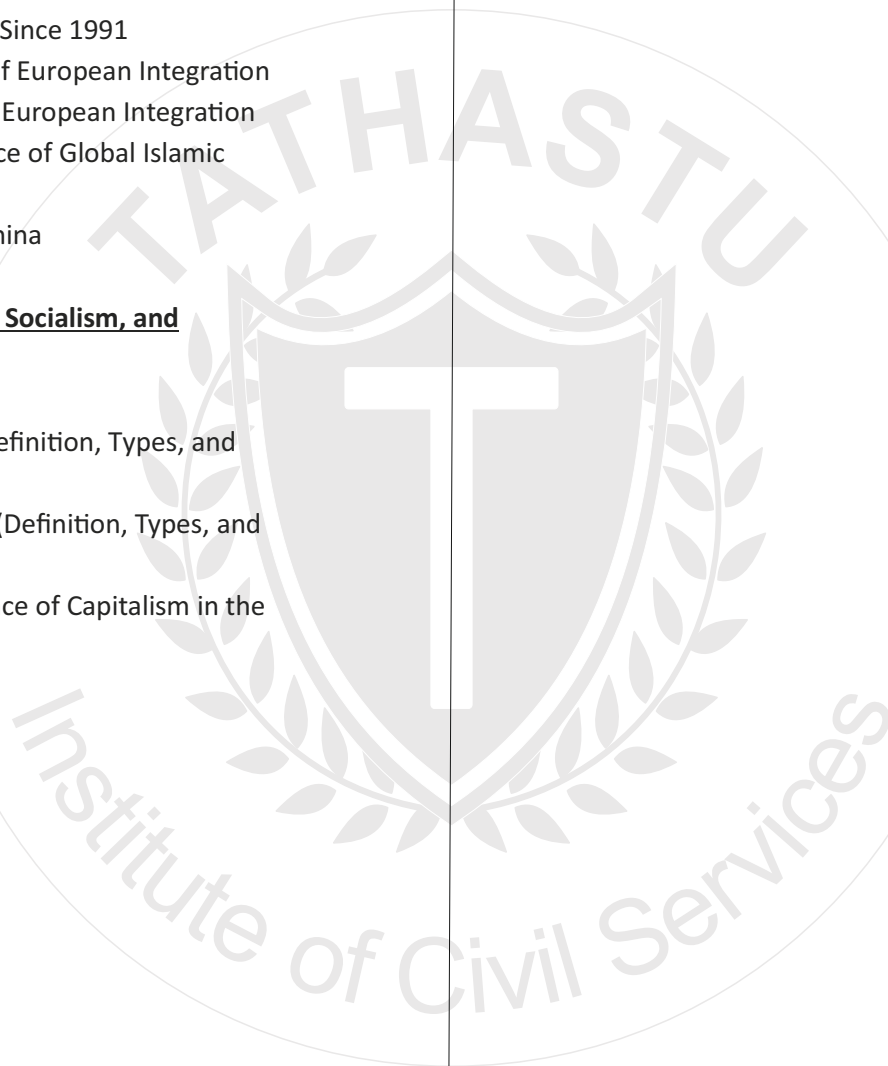 Since 1991
f European Integration
European Integration
ce of Global Islamic
hina
Socialism, and
efinition, Types, and
(Definition, Types, and
ce of Capitalism in the
TATHASTU
Institute of Civil Services